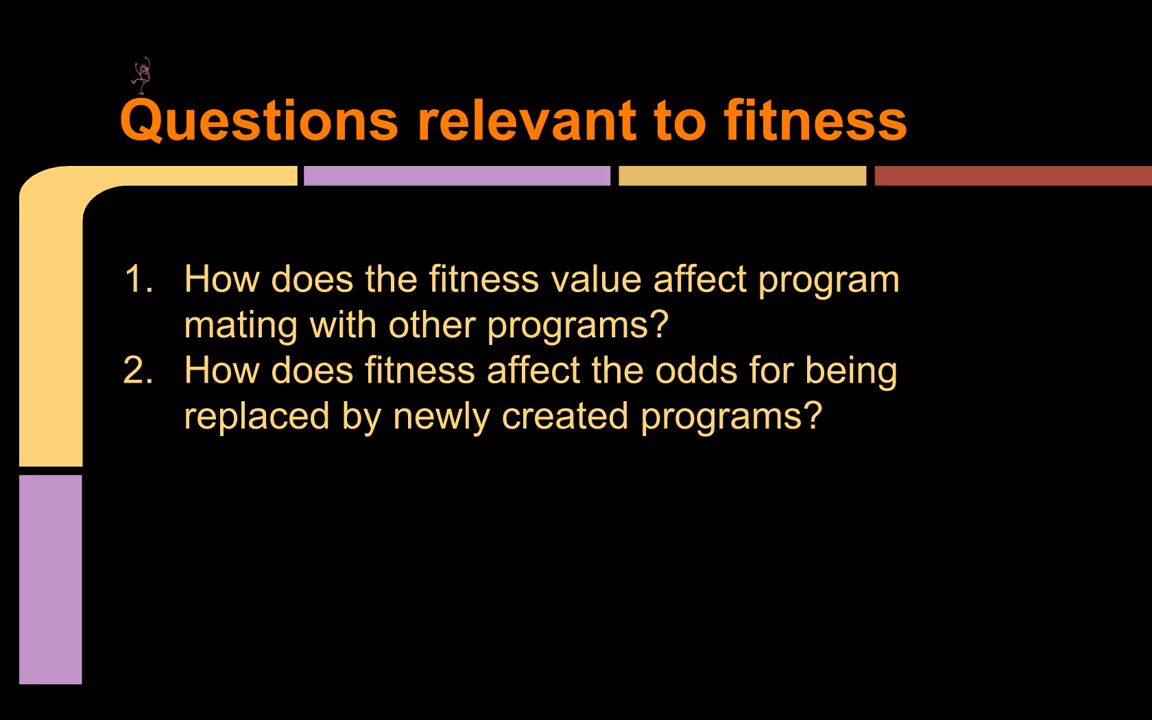 Questions relevant to fitness
1. How does the fitness value affect program
mating with other programs?
2. How does fitness affect the odds for being
replaced by newly created programs?